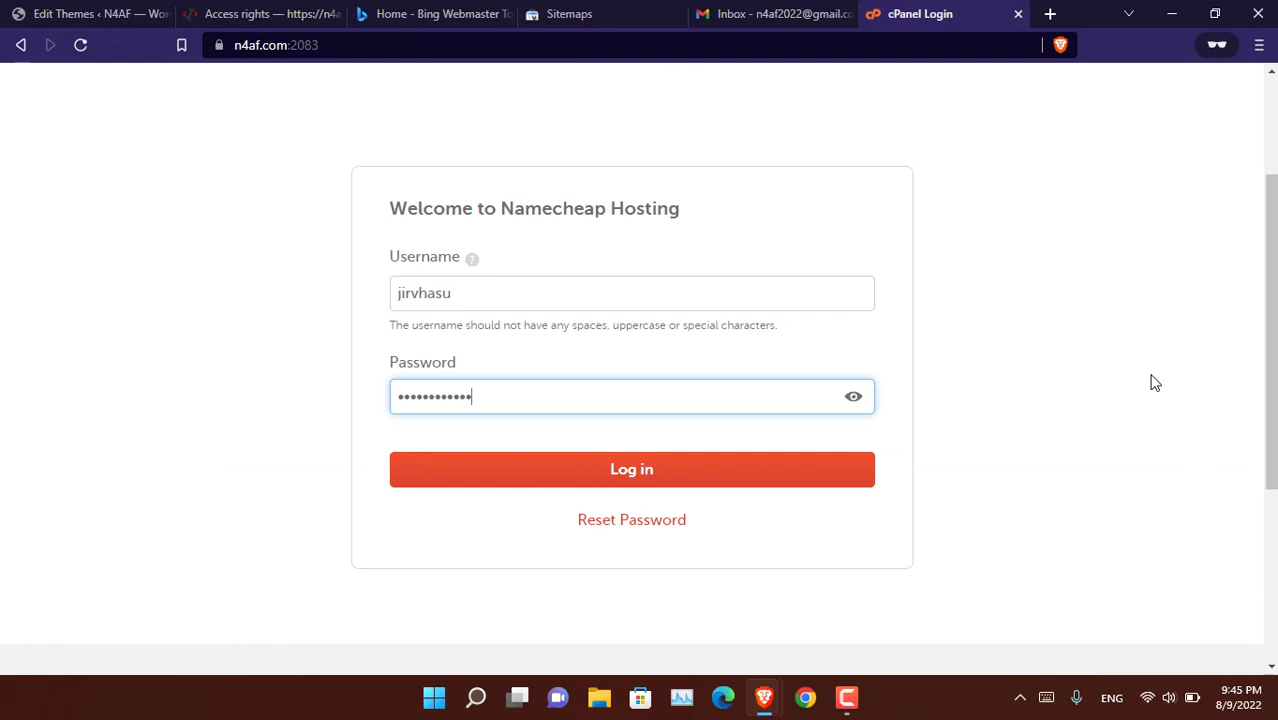 Edit Themes < N4AF — Wor
Access rights — https://n4a
Home - Bing Webmaster To
Sitemaps
Inbox - n4af2022@gmail.co
cPanel Login
n4af.com:2083
Welcome to Namecheap Hosting
Username ?
jirvhasu
The username should not have any spaces, uppercase or special characters.
Password
••••••••••••
Log in
Reset Password
ENG
9:45 PM
8/9/2022